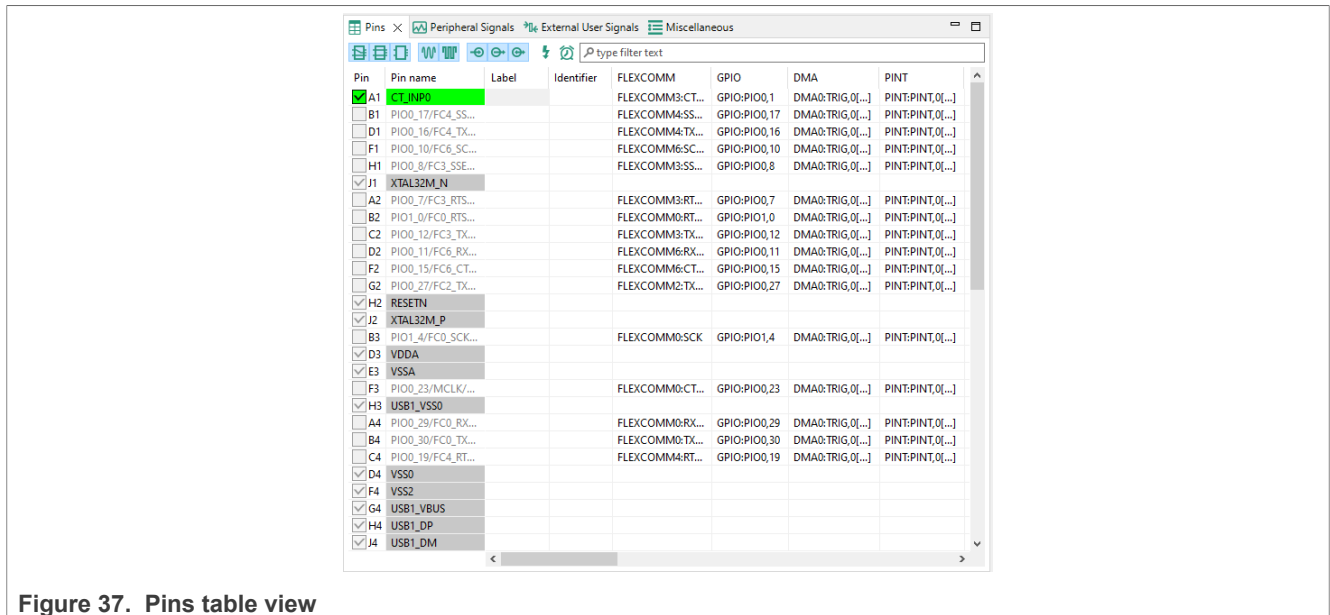 Pins Peripheral Signals External User Signals Miscellaneous
type filter text
Pin Pin name Label Identifier FLEXCOMM GPIO DMA PINT
A1 CT_INP0 FLEXCOMM3:CT... GPIO:PIO0,1 DMA0:TRIG,0[...] PINT:PINT,0[...]
B1 PIO0_17/FC4_SS... FLEXCOMM4:SS... GPIO:PIO0,17 DMA0:TRIG,0[...] PINT:PINT,0[...]
D1 PIO0_16/FC4_TX... FLEXCOMM4:TX... GPIO:PIO0,16 DMA0:TRIG,0[...] PINT:PINT,0[...]
F1 PIO0_10/FC6_SC... FLEXCOMM6:SC... GPIO:PIO0,10 DMA0:TRIG,0[...] PINT:PINT,0[...]
H1 PIO0_8/FC3_SSE... FLEXCOMM3:SS... GPIO:PIO0,8 DMA0:TRIG,0[...] PINT:PINT,0[...]
J1 XTAL32M_N
A2 PIO0_7/FC3_RTS... FLEXCOMM3:RT... GPIO:PIO0,7 DMA0:TRIG,0[...] PINT:PINT,0[...]
B2 PIO1_0/FC0_RTS... FLEXCOMM0:RT... GPIO:PIO1,0 DMA0:TRIG,0[...] PINT:PINT,0[...]
C2 PIO0_12/FC3_TX... FLEXCOMM3:TX... GPIO:PIO0,12 DMA0:TRIG,0[...] PINT:PINT,0[...]
D2 PIO0_11/FC6_RX... FLEXCOMM6:RX... GPIO:PIO0,11 DMA0:TRIG,0[...] PINT:PINT,0[...]
F2 PIO0_15/FC6_CT... FLEXCOMM6:CT... GPIO:PIO0,15 DMA0:TRIG,0[...] PINT:PINT,0[...]
G2 PIO0_27/FC2_TX... FLEXCOMM2:TX... GPIO:PIO0,27 DMA0:TRIG,0[...] PINT:PINT,0[...]
H2 RESETN
J2 XTAL32M_P
B3 PIO1_4/FC0_SCK... FLEXCOMM0:SCK GPIO:PIO1,4 DMA0:TRIG,0[...] PINT:PINT,0[...]
D3 VDDA
E3 VSSA
F3 PIO0_23/MCLK/... FLEXCOMM0:CT... GPIO:PIO0,23 DMA0:TRIG,0[...] PINT:PINT,0[...]
H3 USB1_VSS0
A4 PIO0_29/FC0_RX... FLEXCOMM0:RX... GPIO:PIO0,29 DMA0:TRIG,0[...] PINT:PINT,0[...]
B4 PIO0_30/FC0_TX... FLEXCOMM0:TX... GPIO:PIO0,30 DMA0:TRIG,0[...] PINT:PINT,0[...]
C4 PIO0_19/FC4_RT... FLEXCOMM4:RT... GPIO:PIO0,19 DMA0:TRIG,0[...] PINT:PINT,0[...]
D4 VSS0
F4 VSS2
G4 USB1_VBUS
H4 USB1_DP
J4 USB1_DM
Figure 37. Pins table view